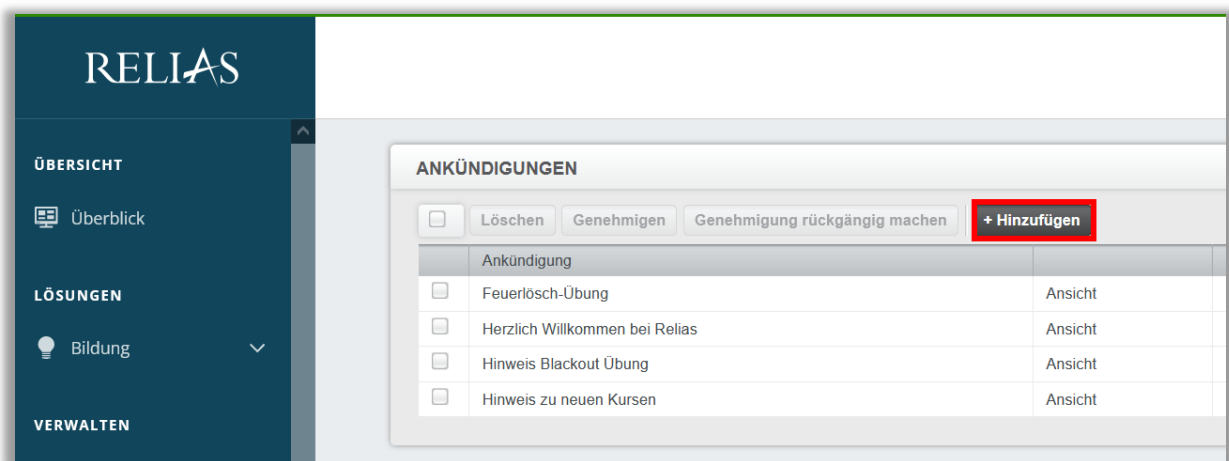 RELIAS
ÜBERSICHT
Überblick
LÖSUNGEN
Bildung
VERWALTEN
ANKÜNDIGUNGEN
Löschen Genehmigen Genehmigung rückgängig machen + Hinzufügen
Ankündigung
Feuerlösch-Übung Ansicht
Herzlich Willkommen bei Relias Ansicht
Hinweis Blackout Übung Ansicht
Hinweis zu neuen Kursen Ansicht